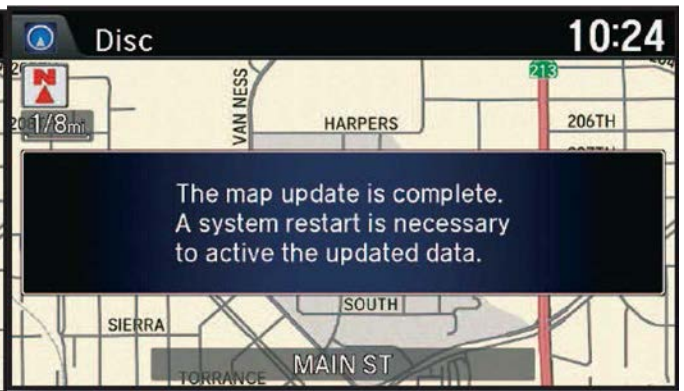 Disc
10:24
N
1/8mi
VAN NESS
HARPERS
213
206TH
The map update is complete.
A system restart is necessary
to active the updated data.
SOUTH
SIERRA
MAIN ST
TORRANCE